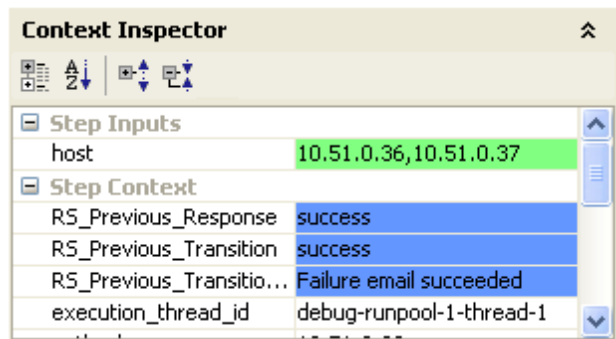 Context Inspector
Step Inputs
host 10.51.0.36,10.51.0.37
Step Context
RS_Previous_Response success
RS_Previous_Transition success
RS_Previous_Transitio... Failure email succeeded
execution_thread_id debug-runpool-1-thread-1